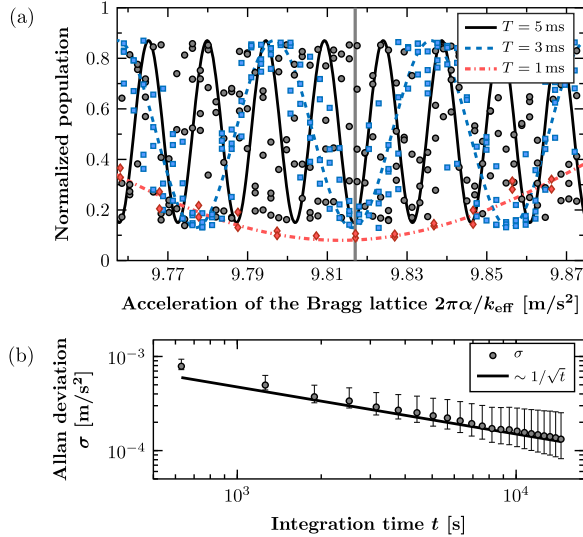 (a)
Normalized population
1
0.8
0.6
0.4
0.2
0
T = 5 ms
T = 3 ms
T = 1 ms
9.77 9.79 9.81 9.83 9.85 9.87
Acceleration of the Bragg lattice 2πα/k_eff [m/s²]
(b)
Allan deviation
σ [m/s²]
10⁻³
10⁻⁴
σ
∼ 1/√t
10³ 10⁴
Integration time t [s]